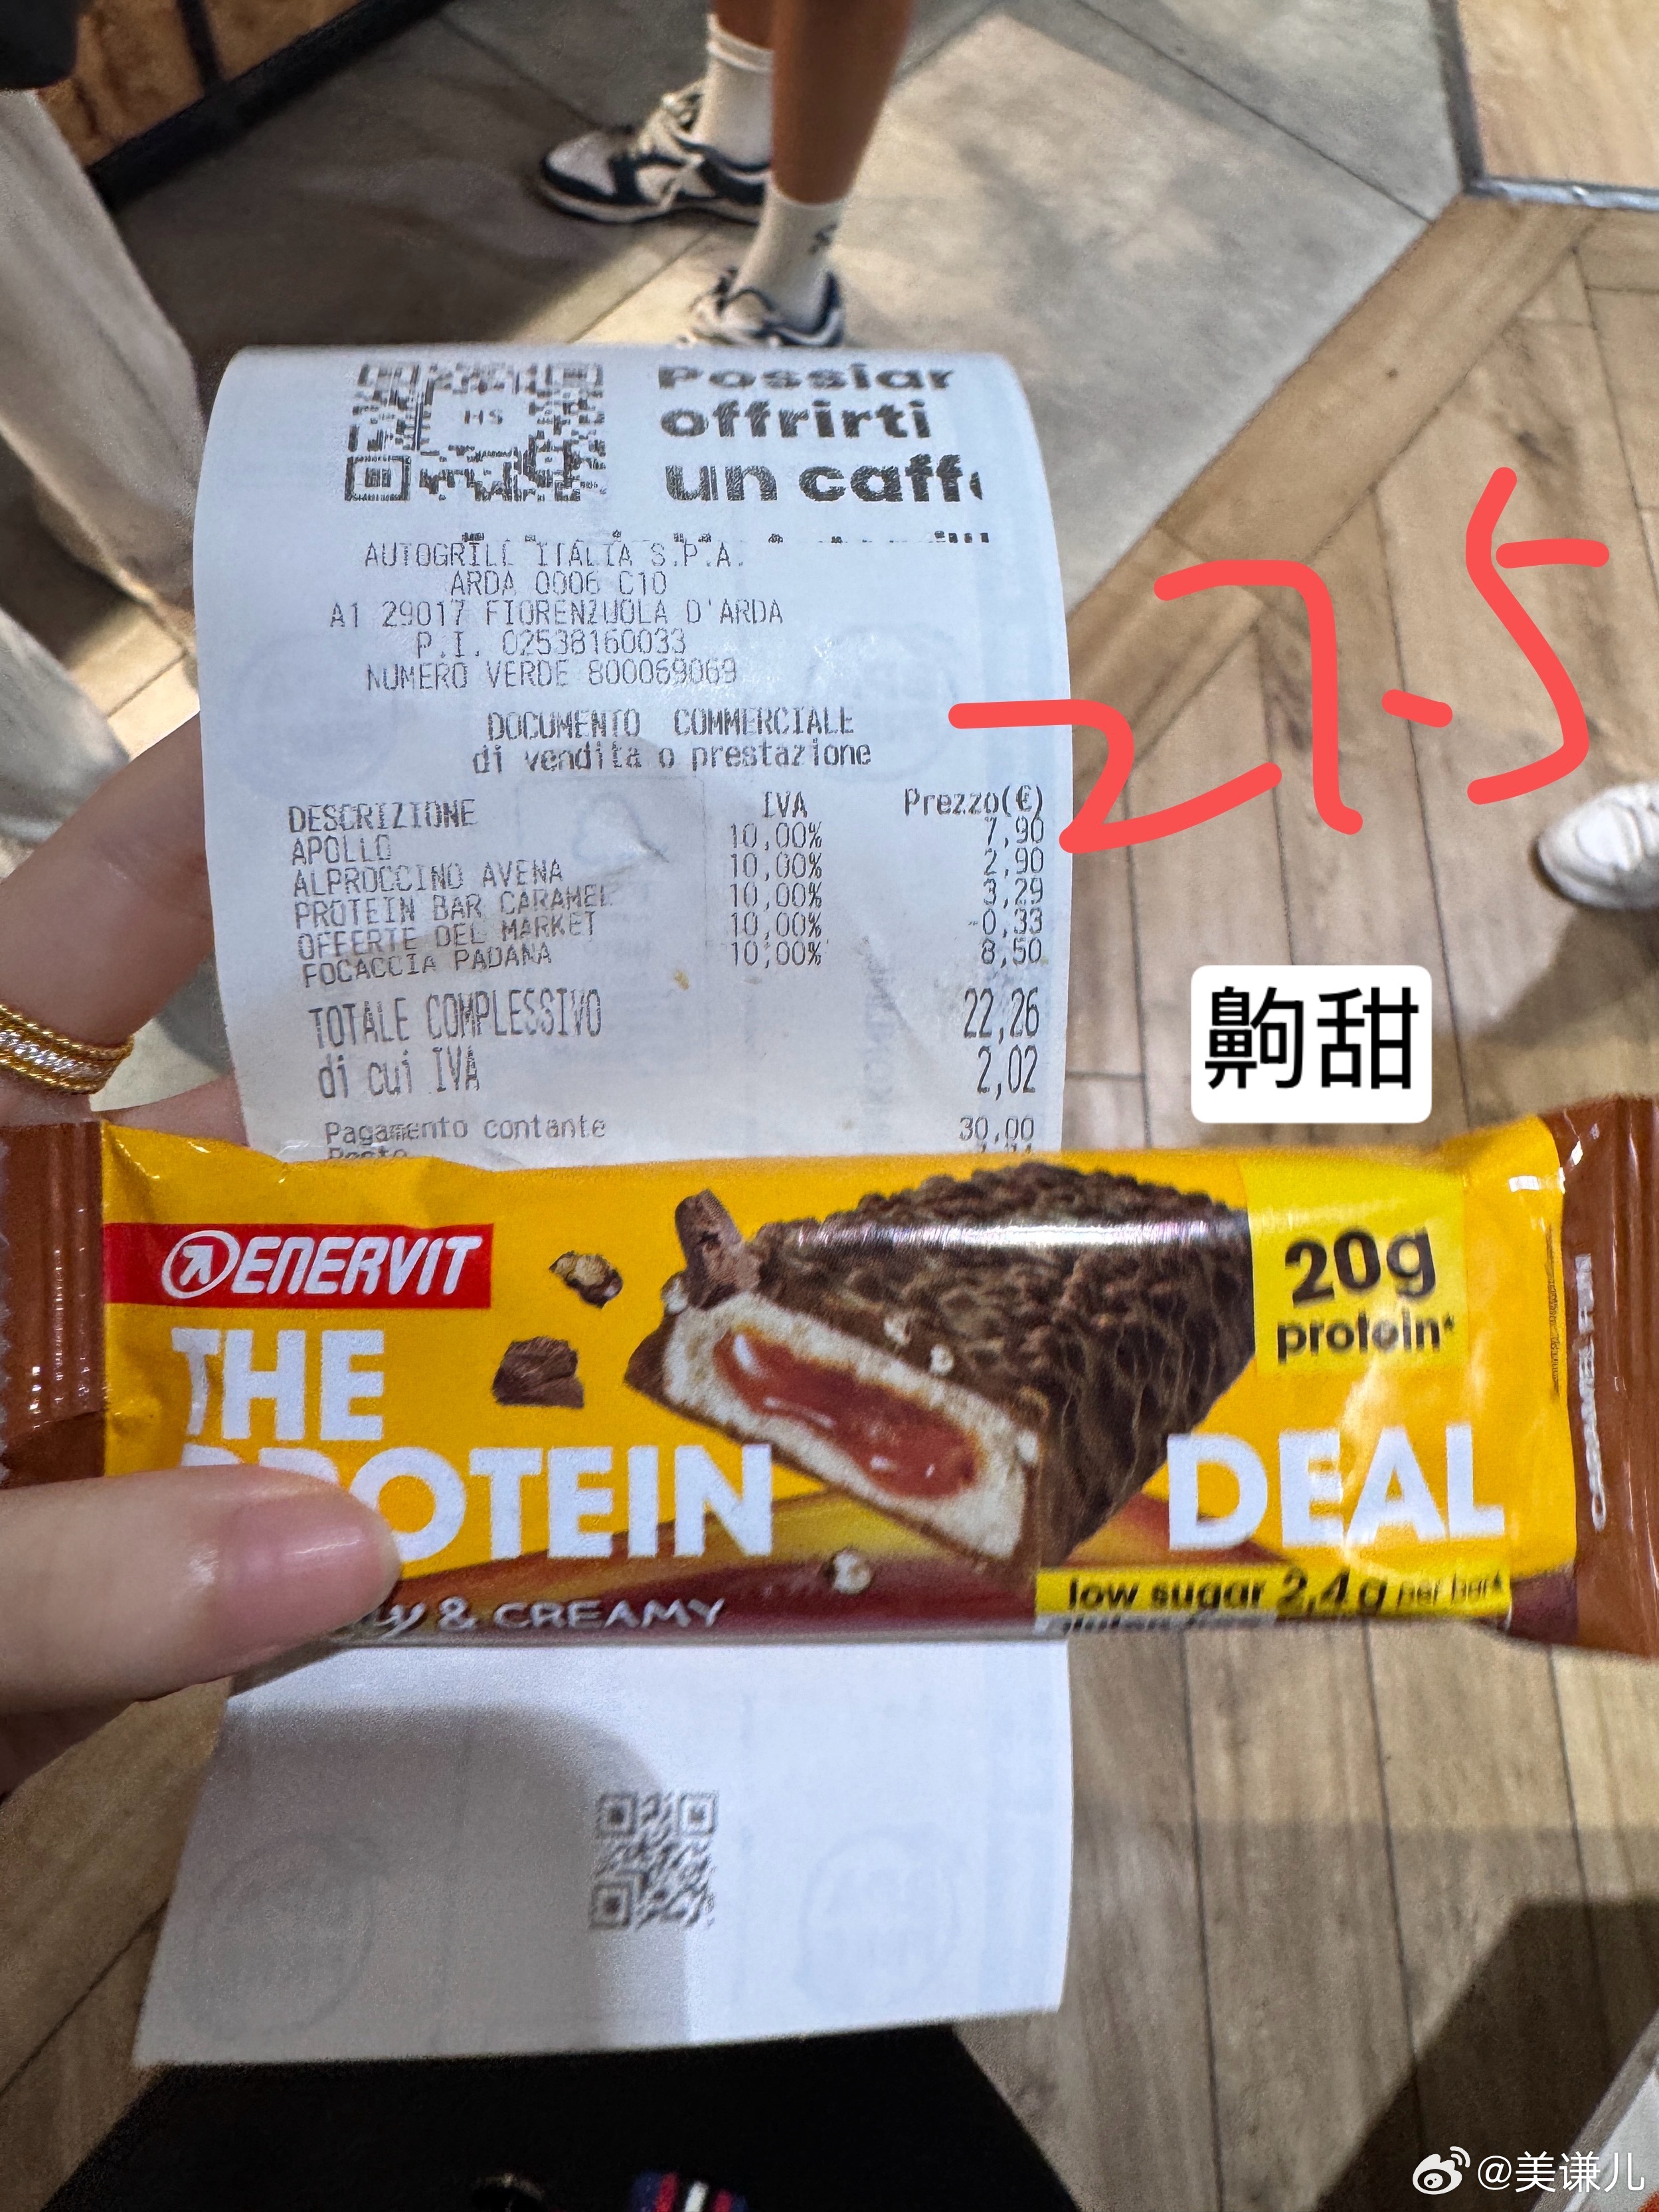 HS
Possiar
offrirti
un caff
AUTOGRILL ITALIA S.P.A.
ARDA 0006 C10
A1 29017 FIORENZUOLA D'ARDA
P.I. 02538160033
NUMERO VERDE 800069069
DOCUMENTO COMMERCIALE
di vendita o prestazione
DESCRIZIONE IVA Prezzo(€)
APOLLO 10,00% 7,90
ALPROCCINO AVENA 10,00% 2,90
PROTEIN BAR CARAMEL 10,00% 3,29
OFFERTE DEL MARKET 10,00% -0,33
FOCACCIA PADANA 10,00% 8,50
TOTALE COMPLESSIVO 22,26
di cui IVA 2,02
Pagamento contante 30,00
27.5
齁甜
ENERVIT
THE
PROTEIN DEAL
20g
protein*
& CREAMY
low sugar 2,4 g per bar
@美谦儿